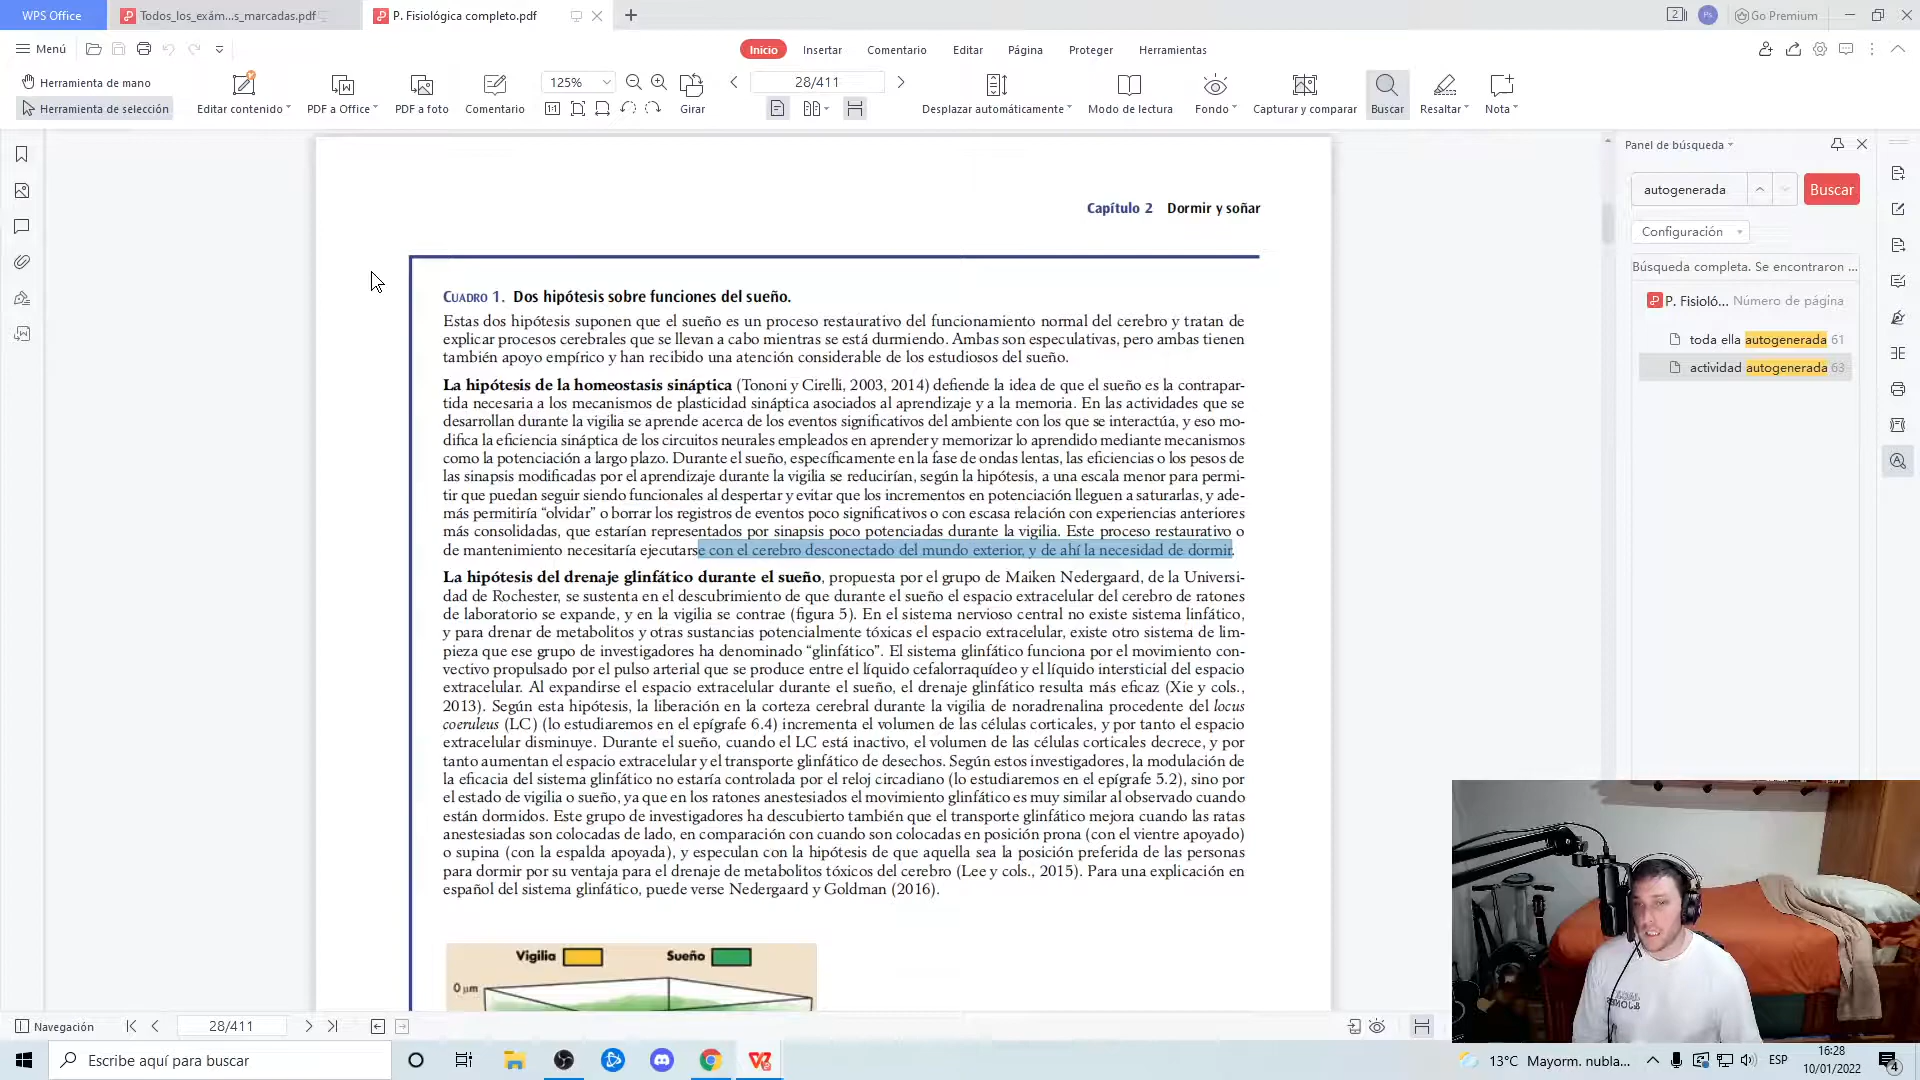 WPS Office
Todos_los_exám...s_marcadas.pdf
P. Fisiológica completo.pdf
2
Go Premium
Menú
Inicio
Insertar
Comentario
Editar
Página
Proteger
Herramientas
Herramienta de mano
Herramienta de selección
Editar contenido
PDF a Office
PDF a foto
Comentario
125%
Girar
28/411
Desplazar automáticamente
Modo de lectura
Fondo
Capturar y comparar
Buscar
Resaltar
Nota
Capítulo 2 Dormir y soñar
CUADRO 1. Dos hipótesis sobre funciones del sueño.
Estas dos hipótesis suponen que el sueño es un proceso restaurativo del funcionamiento normal del cerebro y tratan de
explicar procesos cerebrales que se llevan a cabo mientras se está durmiendo. Ambas son especulativas, pero ambas tienen
también apoyo empírico y han recibido una atención considerable de los estudiosos del sueño.
La hipótesis de la homeostasis sináptica (Tononi y Cirelli, 2003, 2014) defiende la idea de que el sueño es la contrapar-
tida necesaria a los mecanismos de plasticidad sináptica asociados al aprendizaje y a la memoria. En las actividades que se
desarrollan durante la vigilia se aprende acerca de los eventos significativos del ambiente con los que se interactúa, y eso mo-
difica la eficiencia sináptica de los circuitos neurales empleados en aprender y memorizar lo aprendido mediante mecanismos
como la potenciación a largo plazo. Durante el sueño, específicamente en la fase de ondas lentas, las eficiencias o los pesos de
las sinapsis modificadas por el aprendizaje durante la vigilia se reducirían, según la hipótesis, a una escala menor para permi-
tir que puedan seguir siendo funcionales al despertar y evitar que los incrementos en potenciación lleguen a saturarlas, y ade-
más permitiría “olvidar” o borrar los registros de eventos poco significativos o con escasa relación con experiencias anteriores
más consolidadas, que estarían representados por sinapsis poco potenciadas durante la vigilia. Este proceso restaurativo o
de mantenimiento necesitaría ejecutarse con el cerebro desconectado del mundo exterior, y de ahí la necesidad de dormir.
La hipótesis del drenaje glinfático durante el sueño, propuesta por el grupo de Maiken Nedergaard, de la Universi-
dad de Rochester, se sustenta en el descubrimiento de que durante el sueño el espacio extracelular del cerebro de ratones
de laboratorio se expande, y en la vigilia se contrae (figura 5). En el sistema nervioso central no existe sistema linfático,
y para drenar de metabolitos y otras sustancias potencialmente tóxicas el espacio extracelular, existe otro sistema de lim-
pieza que ese grupo de investigadores ha denominado “glinfático”. El sistema glinfático funciona por el movimiento con-
vectivo propulsado por el pulso arterial que se produce entre el líquido cefalorraquídeo y el líquido intersticial del espacio
extracelular. Al expandirse el espacio extracelular durante el sueño, el drenaje glinfático resulta más eficaz (Xie y cols.,
2013). Según esta hipótesis, la liberación en la corteza cerebral durante la vigilia de noradrenalina procedente del locus
coeruleus (LC) (lo estudiaremos en el epígrafe 6.4) incrementa el volumen de las células corticales, y por tanto el espacio
extracelular disminuye. Durante el sueño, cuando el LC está inactivo, el volumen de las células corticales decrece, y por
tanto aumentan el espacio extracelular y el transporte glinfático de desechos. Según estos investigadores, la modulación de
la eficacia del sistema glinfático no estaría controlada por el reloj circadiano (lo estudiaremos en el epígrafe 5.2), sino por
el estado de vigilia o sueño, ya que en los ratones anestesiados el movimiento glinfático es muy similar al observado cuando
están dormidos. Este grupo de investigadores ha descubierto también que el transporte glinfático mejora cuando las ratas
anestesiadas son colocadas de lado, en comparación con cuando son colocadas en posición prona (con el vientre apoyado)
o supina (con la espalda apoyada), y especulan con la hipótesis de que aquella sea la posición preferida de las personas
para dormir por su ventaja para el drenaje de metabolitos tóxicos del cerebro (Lee y cols., 2015). Para una explicación en
español del sistema glinfático, puede verse Nedergaard y Goldman (2016).
Vigilia
Sueño
0 µm
Panel de búsqueda
autogenerada
Buscar
Configuración
Búsqueda completa. Se encontraron ...
P. Fisioló... Número de página
toda ella autogenerada 61
actividad autogenerada 63
Navegación
28/411
Escribe aquí para buscar
13°C Mayorm. nubla...
ESP
16:28
10/01/2022
4